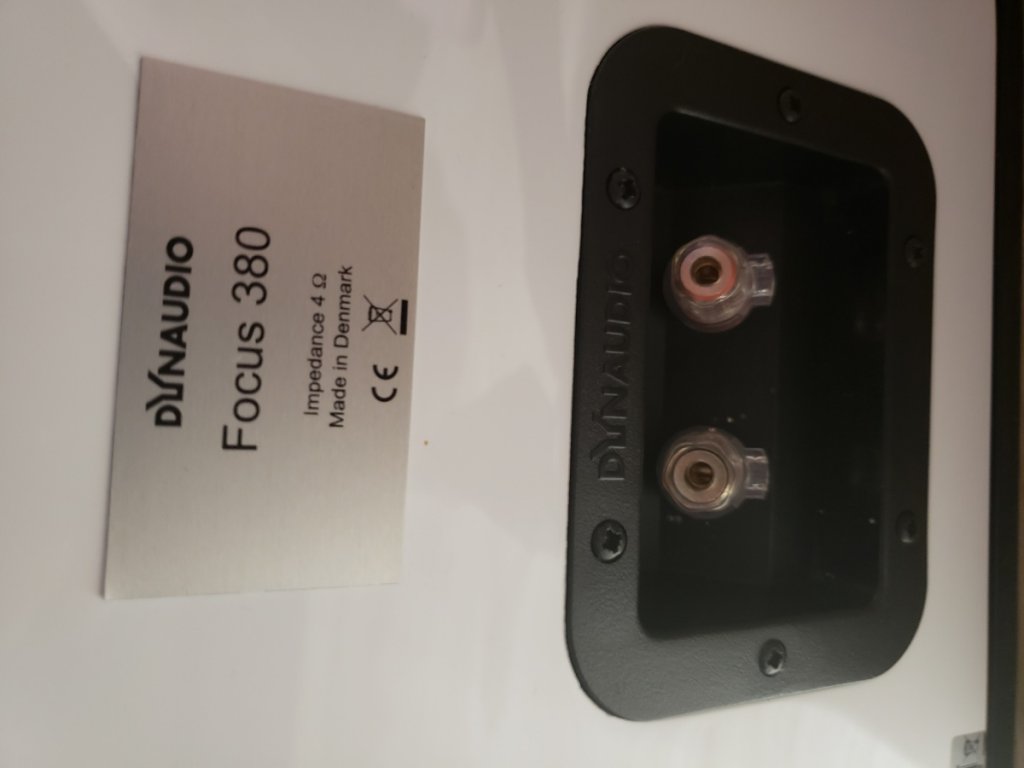 DYNAUDIO
Focus 380
Impedance 4 Ω
Made in Denmark
CE
DYNAUDIO